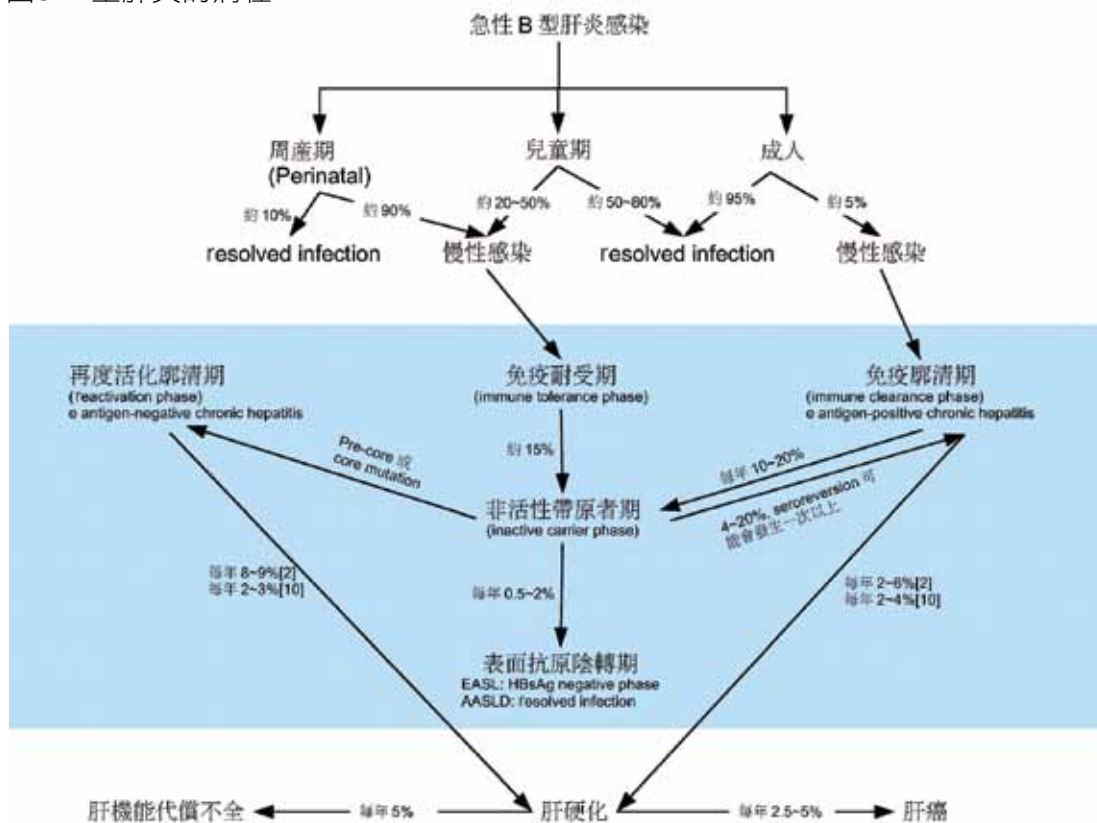 急性 B 型肝炎感染
周產期
(Perinatal)
兒童期
成人
約 10%
約 90%
約 20~50%
約 50~80%
約 95%
約 5%
resolved infection
慢性感染
resolved infection
慢性感染
再度活化廓清期
(reactivation phase)
e antigen-negative chronic hepatitis
免疫耐受期
(immune tolerance phase)
免疫廓清期
(immune clearance phase)
e antigen-positive chronic hepatitis
Pre-core 或
core mutation
約 15%
每年 10~20%
4~20%, seroreversion 可
能會發生一次以上
非活性帶原者期
(inactive carrier phase)
每年 8~9%[2]
每年 2~3%[10]
每年 0.5~2%
每年 2~6%[2]
每年 2~4%[10]
表面抗原陰轉期
EASL: HBsAg negative phase
AASLD: resolved infection
肝機能代償不全
每年 5%
肝硬化
每年 2.5~5%
肝癌